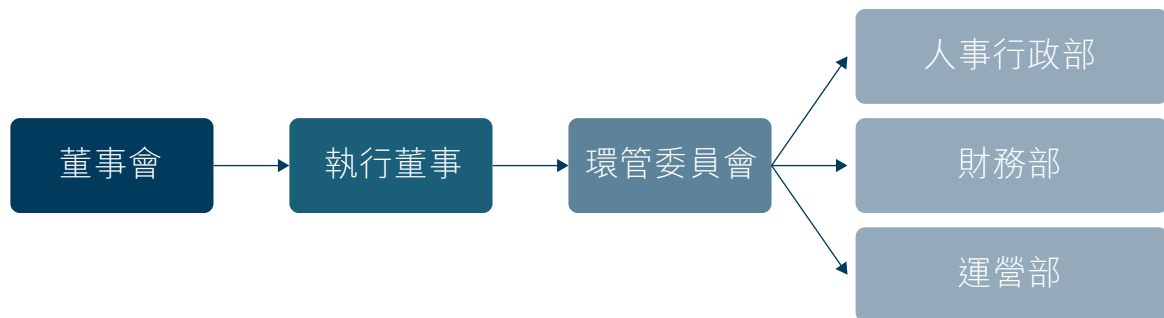 董事會
執行董事
環管委員會
人事行政部
財務部
運營部